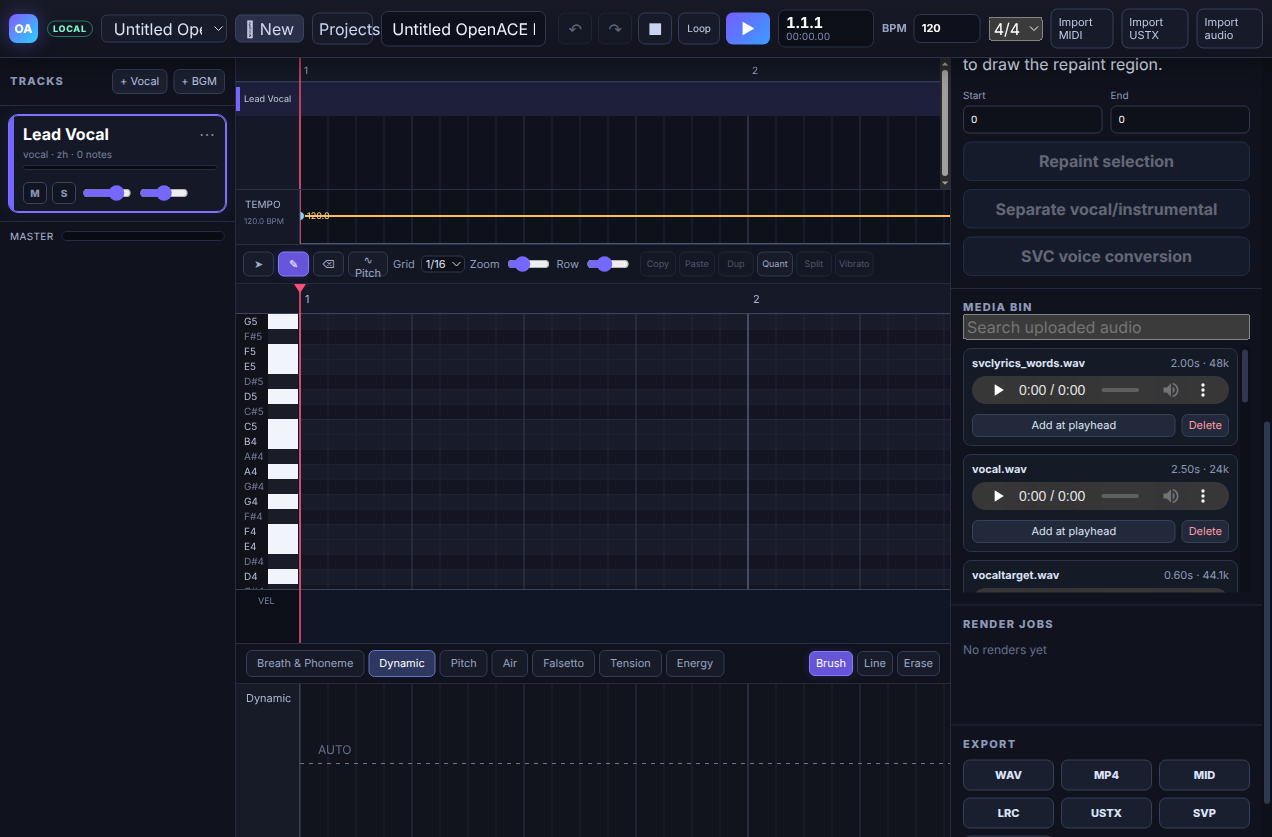 OA
LOCAL
Untitled Ope
New
Projects
Untitled OpenACE
Loop
1.1.1
00:00.00
BPM
120
4/4
Import MIDI
Import USTX
Import audio
TRACKS
+ Vocal
+ BGM
Lead Vocal
vocal · zh · 0 notes
M
S
MASTER
1
2
Lead Vocal
TEMPO
120.0 BPM
120.0
Pitch
Grid
1/16
Zoom
Row
Copy
Paste
Dup
Quant
Split
Vibrato
1
2
G5
F#5
F5
E5
D#5
D5
C#5
C5
B4
A#4
A4
G#4
G4
F#4
F4
E4
D#4
D4
VEL
Breath & Phoneme
Dynamic
Pitch
Air
Falsetto
Tension
Energy
Brush
Line
Erase
Dynamic
AUTO
to draw the repaint region.
Start
End
0
0
Repaint selection
Separate vocal/instrumental
SVC voice conversion
MEDIA BIN
Search uploaded audio
svclyrics_words.wav
2.00s · 48k
0:00 / 0:00
Add at playhead
Delete
vocal.wav
2.50s · 24k
0:00 / 0:00
Add at playhead
Delete
vocaltarget.wav
0.60s · 44.1k
RENDER JOBS
No renders yet
EXPORT
WAV
MP4
MID
LRC
USTX
SVP